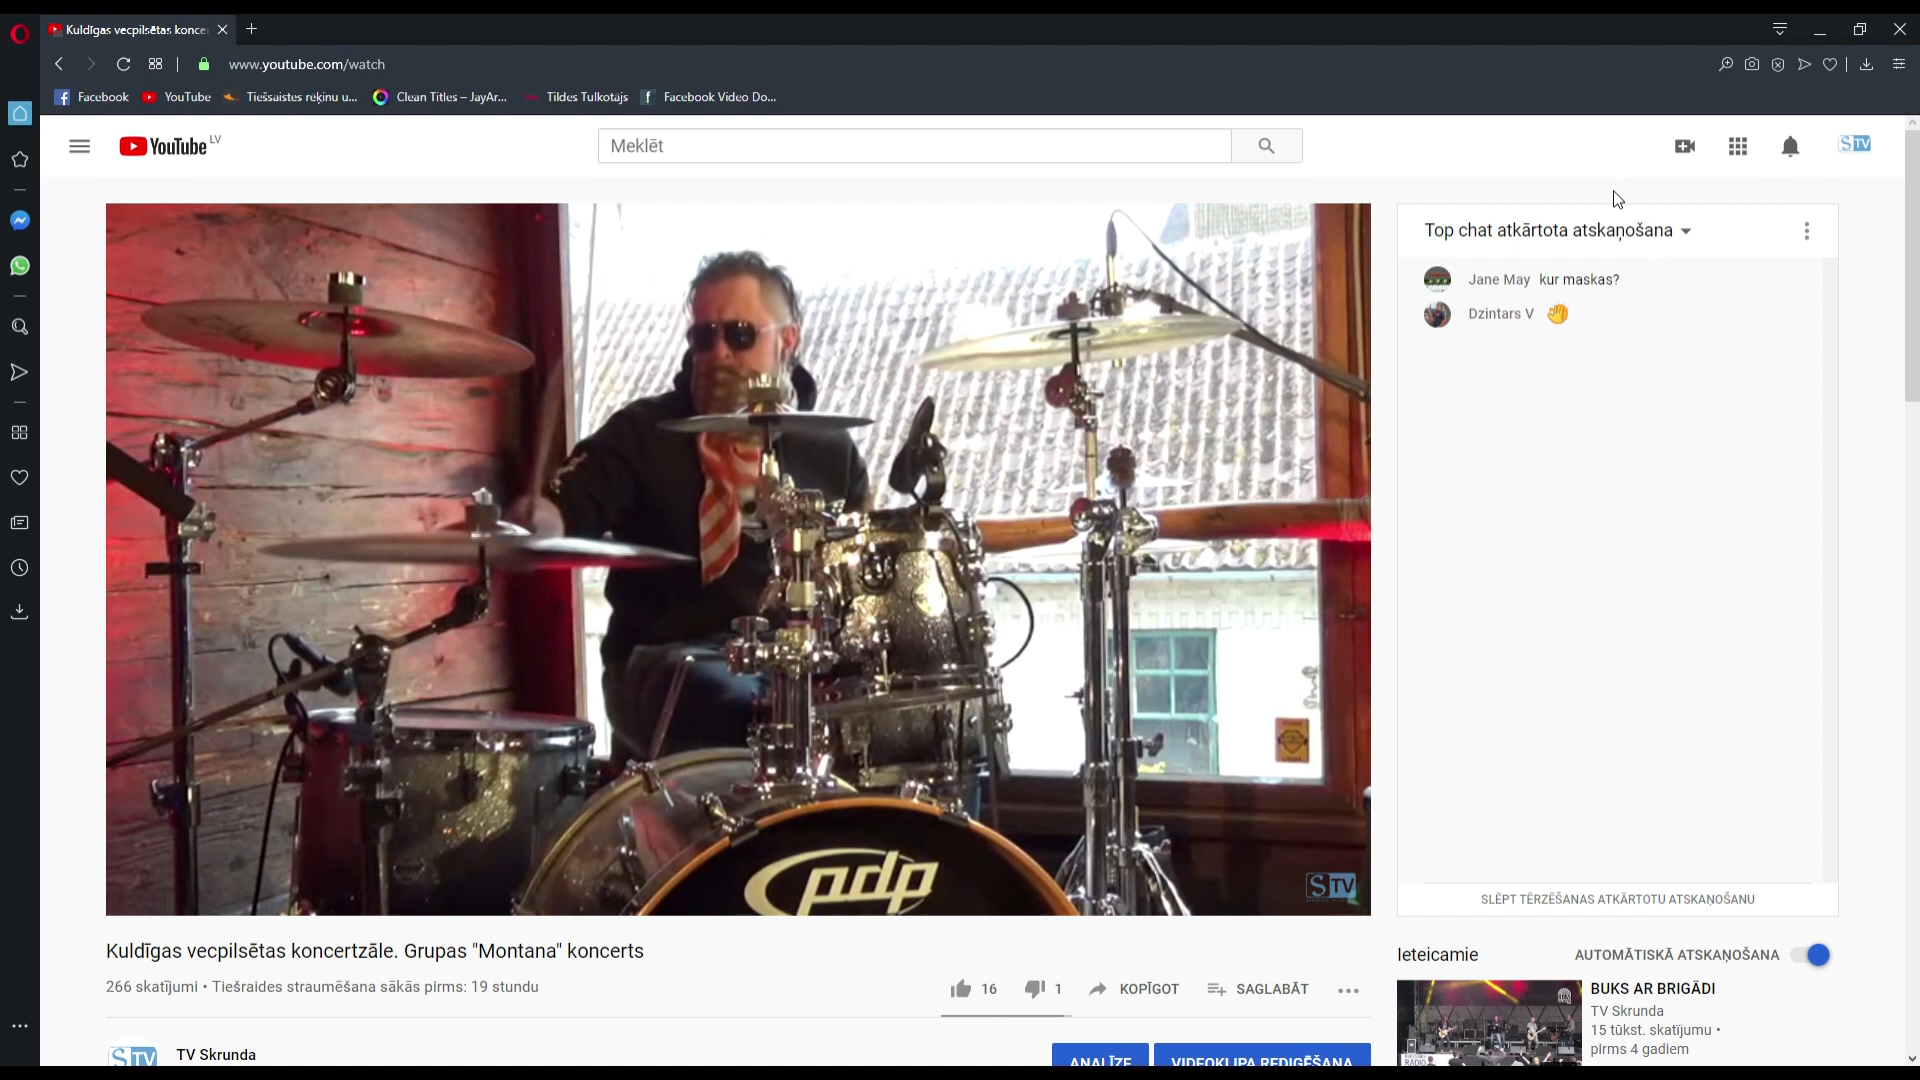 Kuldīgas vecpilsētas konce
www.youtube.com/watch
Facebook YouTube Tiešsaistes rēķinu u... Clean Titles – JayAr... Tildes Tulkotājs Facebook Video Do...
YouTube LV
Meklēt
STV
Top chat atkārtota atskaņošana
Jane May kur maskas?
Dzintars V 👏
pdp
STV
SLĒPT TĒRZĒŠANAS ATKĀRTOTU ATSKAŅOŠANU
Kuldīgas vecpilsētas koncertzāle. Grupas "Montana" koncerts
266 skatījumi • Tiešraides straumēšana sākās pirms: 19 stundu
16 1 KOPĪGOT SAGLABĀT
Ieteicamie AUTOMĀTISKĀ ATSKAŅOŠANA
BUKS AR BRIGĀDI
TV Skrunda
15 tūkst. skatījumu •
pirms 4 gadiem
STV
TV Skrunda
ANALĪZE VIDEOKLIPA REDIĢĒŠANA